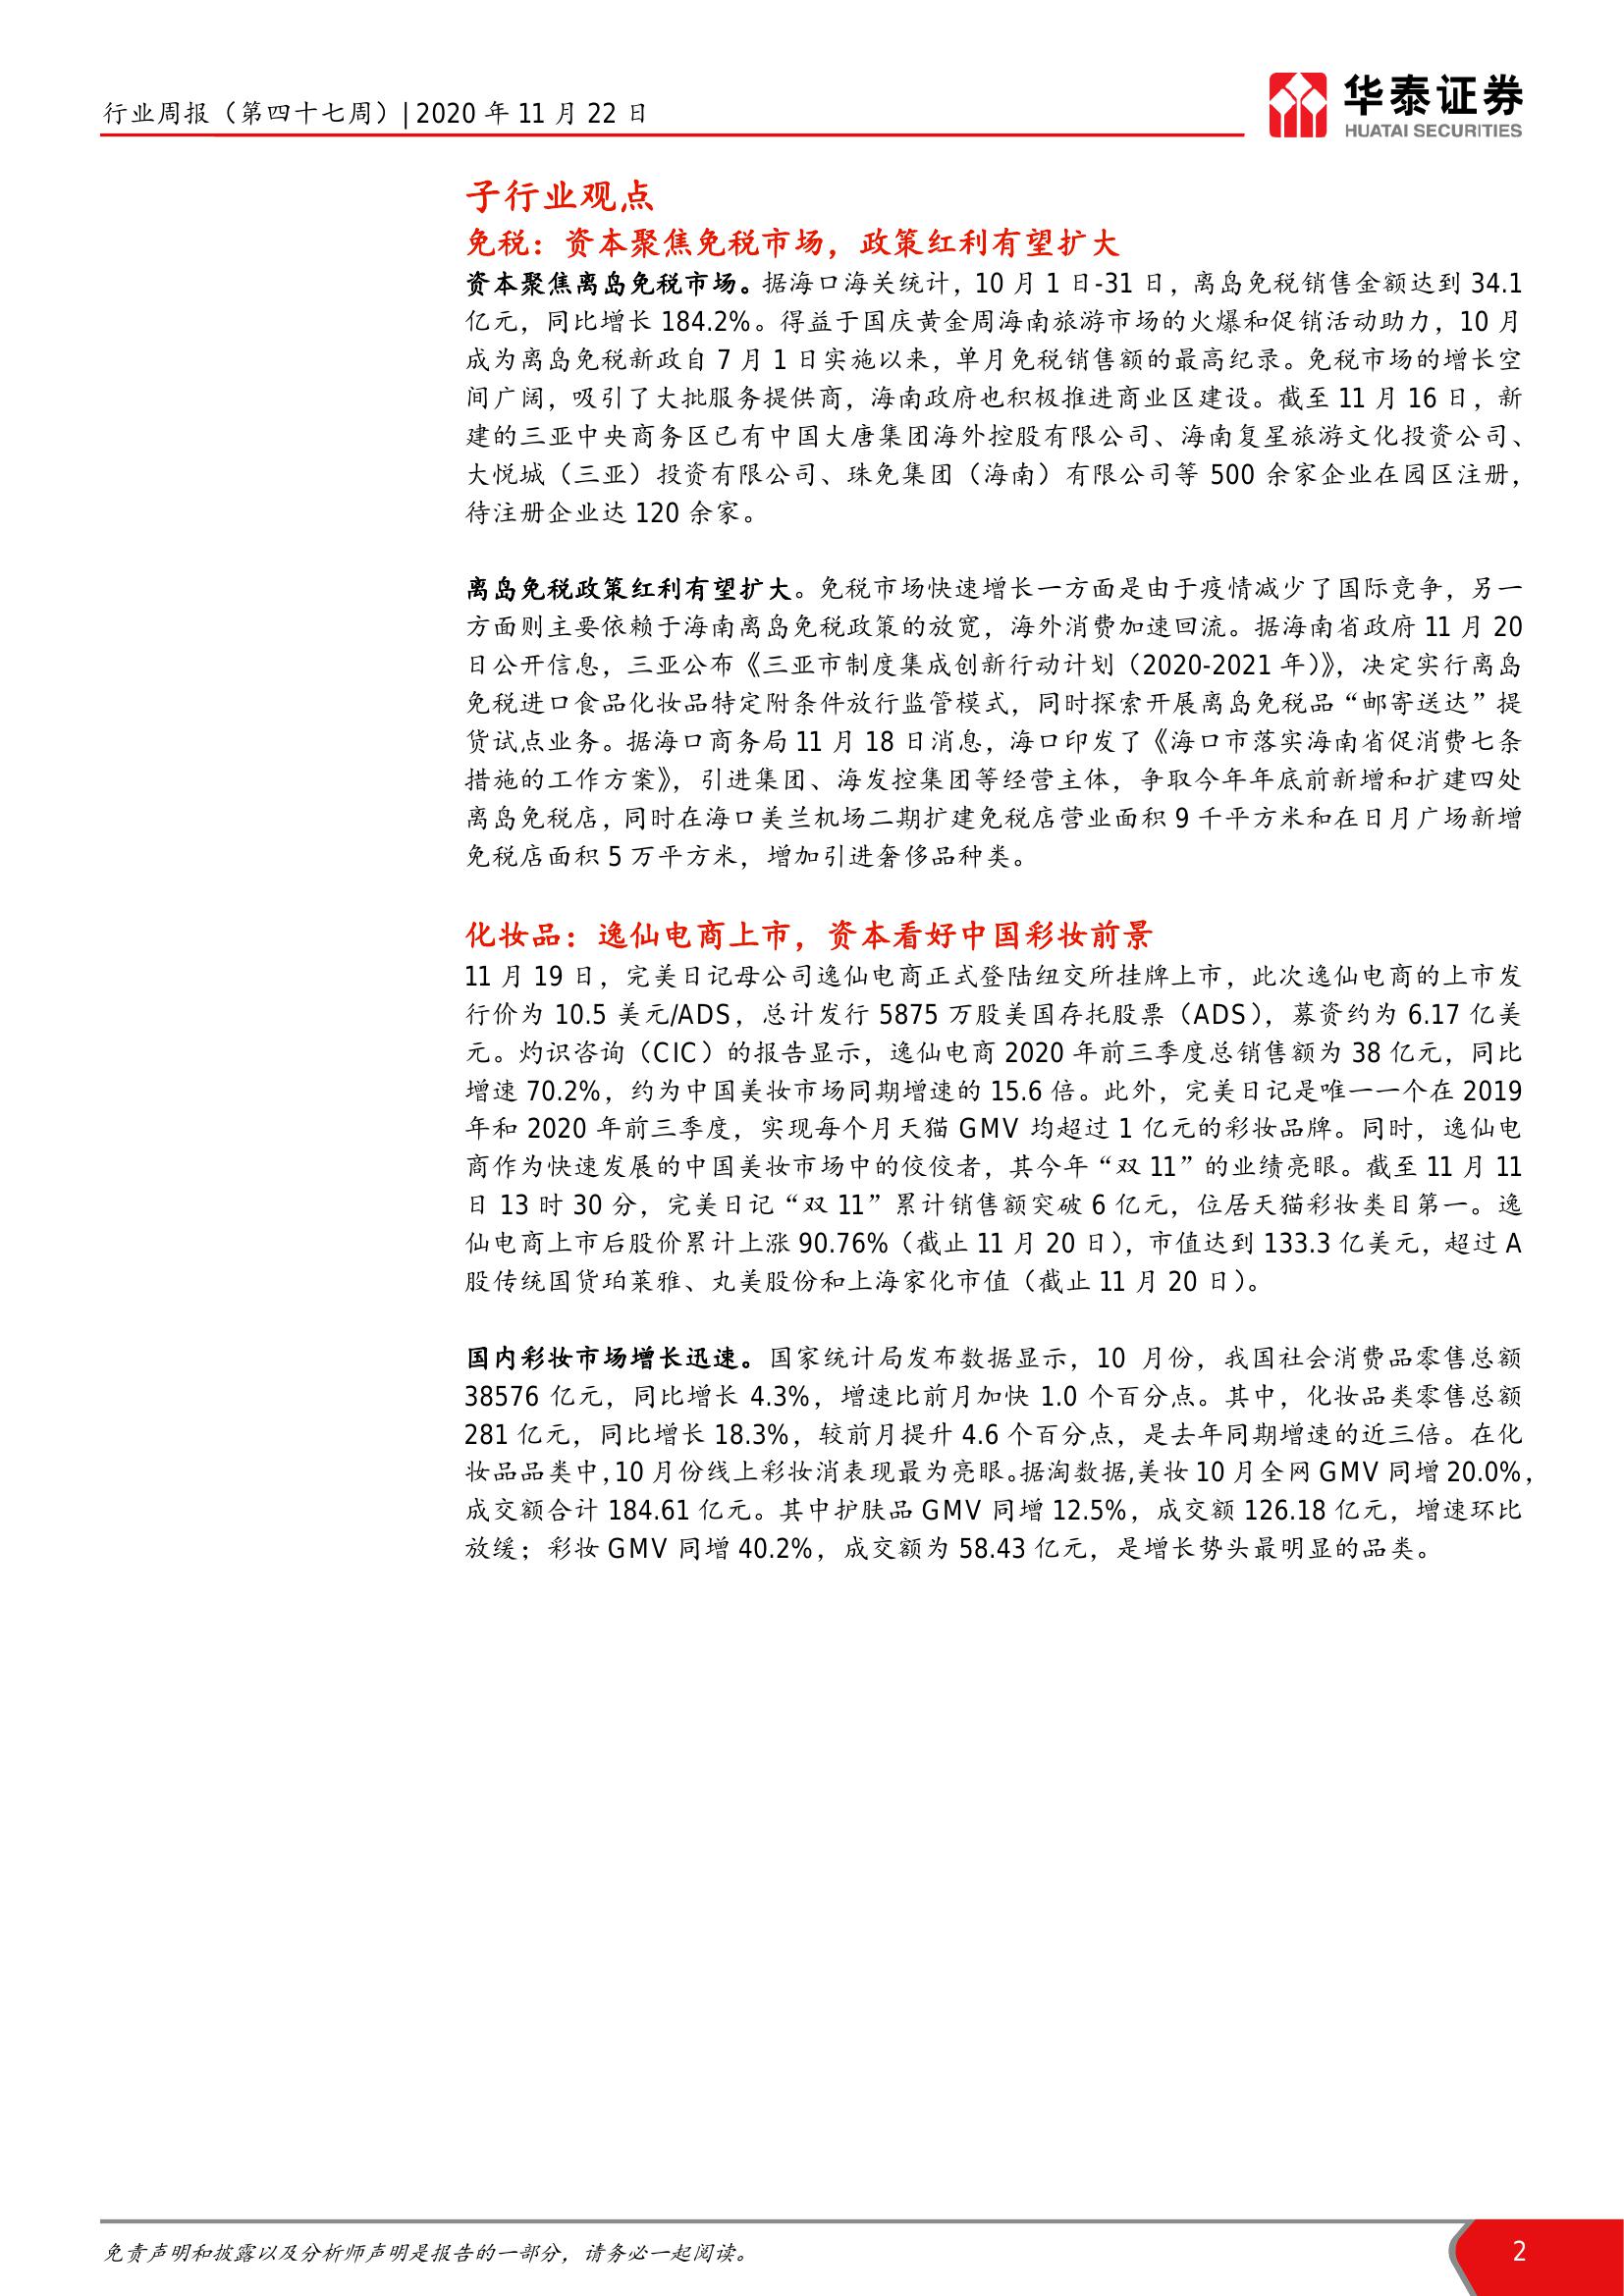 行业周报（第四十七周）| 2020 年 11 月 22 日
华泰证券
HUATAI SECURITIES
子行业观点
免税：资本聚焦免税市场，政策红利有望扩大
资本聚焦离岛免税市场。据海口海关统计，10 月 1 日-31 日，离岛免税销售金额达到 34.1
亿元，同比增长 184.2%。得益于国庆黄金周海南旅游市场的火爆和促销活动助力，10 月
成为离岛免税新政自 7 月 1 日实施以来，单月免税销售额的最高纪录。免税市场的增长空
间广阔，吸引了大批服务提供商，海南政府也积极推进商业区建设。截至 11 月 16 日，新
建的三亚中央商务区已有中国大唐集团海外控股有限公司、海南复星旅游文化投资公司、
大悦城（三亚）投资有限公司、珠免集团（海南）有限公司等 500 余家企业在园区注册，
待注册企业达 120 余家。
离岛免税政策红利有望扩大。免税市场快速增长一方面是由于疫情减少了国际竞争，另一
方面则主要依赖于海南离岛免税政策的放宽，海外消费加速回流。据海南省政府 11 月 20
日公开信息，三亚公布《三亚市制度集成创新行动计划（2020-2021 年）》，决定实行离岛
免税进口食品化妆品特定附条件放行监管模式，同时探索开展离岛免税品“邮寄送达”提
货试点业务。据海口商务局 11 月 18 日消息，海口印发了《海口市落实海南省促消费七条
措施的工作方案》，引进集团、海发控集团等经营主体，争取今年年底前新增和扩建四处
离岛免税店，同时在海口美兰机场二期扩建免税店营业面积 9 千平方米和在日月广场新增
免税店面积 5 万平方米，增加引进奢侈品种类。
化妆品：逸仙电商上市，资本看好中国彩妆前景
11 月 19 日，完美日记母公司逸仙电商正式登陆纽交所挂牌上市，此次逸仙电商的上市发
行价为 10.5 美元/ADS，总计发行 5875 万股美国存托股票（ADS），募资约为 6.17 亿美
元。灼识咨询（CIC）的报告显示，逸仙电商 2020 年前三季度总销售额为 38 亿元，同比
增速 70.2%，约为中国美妆市场同期增速的 15.6 倍。此外，完美日记是唯一一个在 2019
年和 2020 年前三季度，实现每个月天猫 GMV 均超过 1 亿元的彩妆品牌。同时，逸仙电
商作为快速发展的中国美妆市场中的佼佼者，其今年“双 11”的业绩亮眼。截至 11 月 11
日 13 时 30 分，完美日记“双 11”累计销售额突破 6 亿元，位居天猫彩妆类目第一。逸
仙电商上市后股价累计上涨 90.76%（截止 11 月 20 日），市值达到 133.3 亿美元，超过 A
股传统国货珀莱雅、丸美股份和上海家化市值（截止 11 月 20 日）。
国内彩妆市场增长迅速。国家统计局发布数据显示，10 月份，我国社会消费品零售总额
38576 亿元，同比增长 4.3%，增速比前月加快 1.0 个百分点。其中，化妆品类零售总额
281 亿元，同比增长 18.3%，较前月提升 4.6 个百分点，是去年同期增速的近三倍。在化
妆品品类中,10 月份线上彩妆消表现最为亮眼。据淘数据,美妆 10 月全网 GMV 同增 20.0%，
成交额合计 184.61 亿元。其中护肤品 GMV 同增 12.5%，成交额 126.18 亿元，增速环比
放缓；彩妆 GMV 同增 40.2%，成交额为 58.43 亿元，是增长势头最明显的品类。
免责声明和披露以及分析师声明是报告的一部分，请务必一起阅读。
2